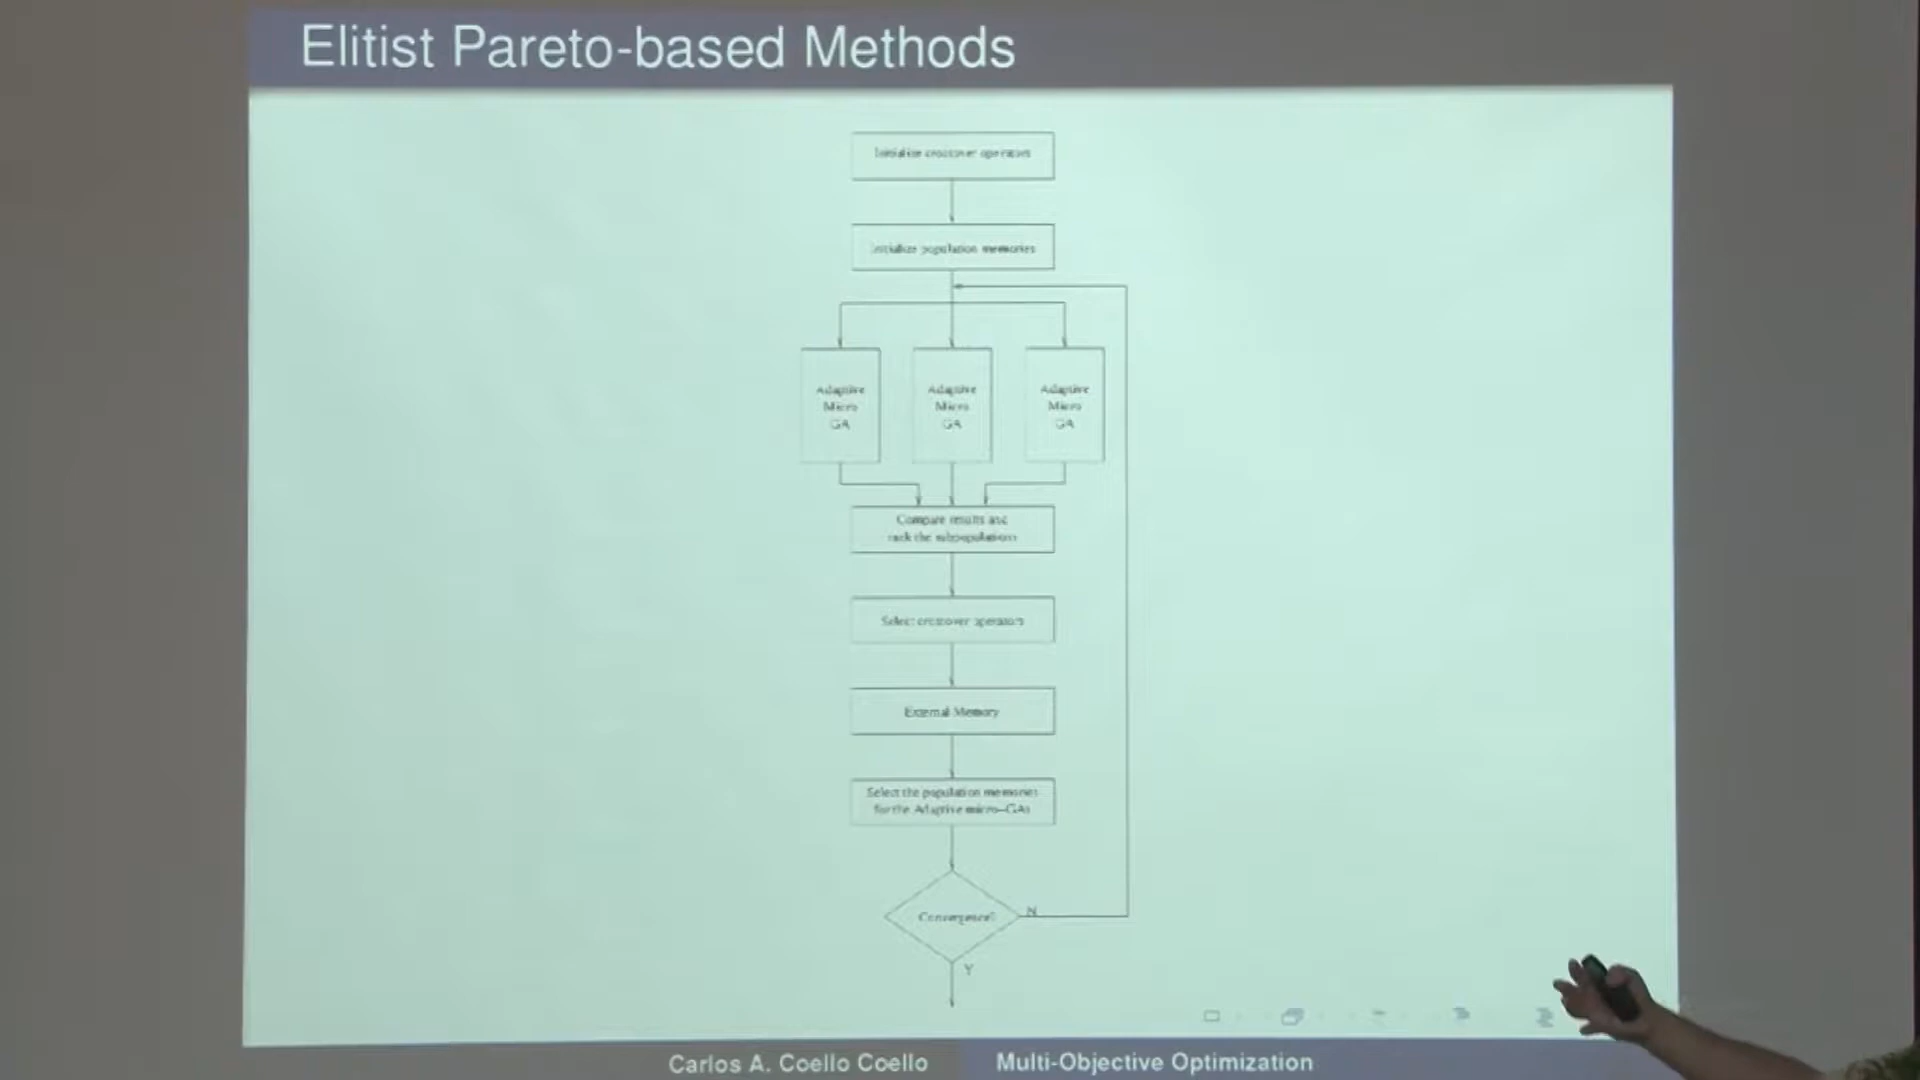 Elitist Pareto-based Methods
Initialize crossover operators
Initialize population memories
Adaptive
Micro
GA
Adaptive
Micro
GA
Adaptive
Micro
GA
Compare results and
rank the subpopulations
Select crossover operators
External Memory
Select the population memories
for the Adaptive micro-GAs
Convergence?
N
Y
Carlos A. Coello Coello
Multi-Objective Optimization